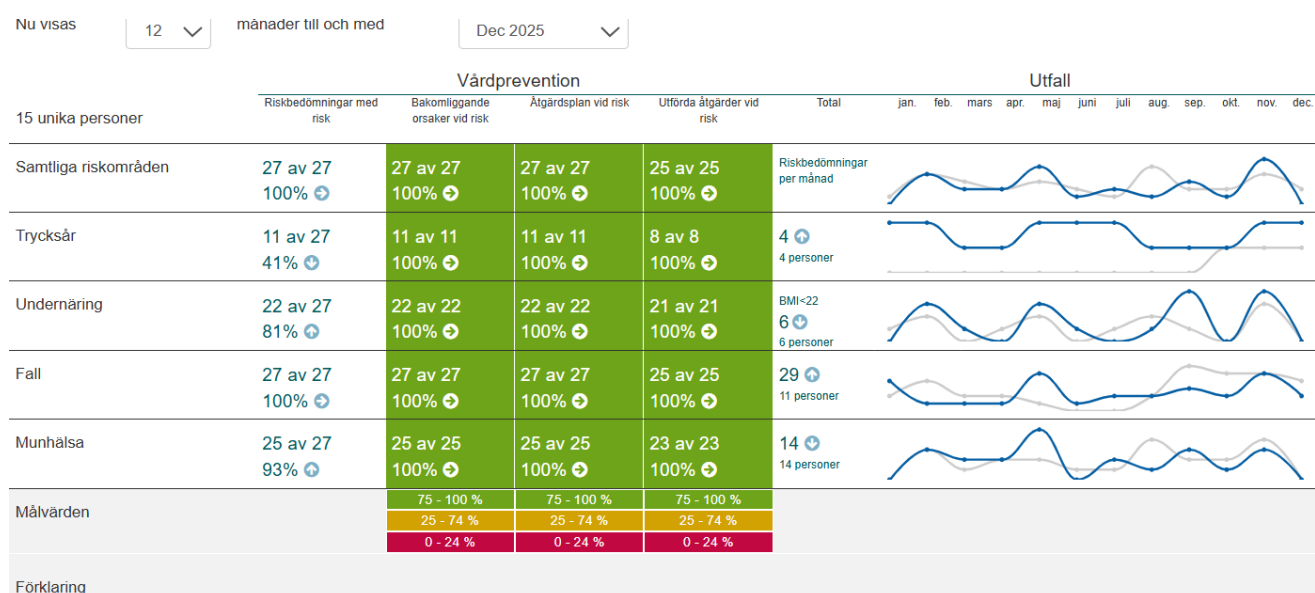 Nu visas 12 månader till och med Dec 2025
Vårdprevention Utfall
15 unika personer Riskbedömningar med risk Bakomliggande orsaker vid risk Åtgärdsplan vid risk Utförda åtgärder vid risk Total jan. feb. mars apr. maj juni juli aug. sep. okt. nov. dec.
Samtliga riskområden 27 av 27 27 av 27 27 av 27 25 av 25 Riskbedömningar per månad
100% 100% 100% 100%
Trycksår 11 av 27 11 av 11 11 av 11 8 av 8 4
41% 100% 100% 100% 4 personer
Undernäring 22 av 27 22 av 22 22 av 22 21 av 21 BMI<22
81% 100% 100% 100% 6
6 personer
Fall 27 av 27 27 av 27 27 av 27 25 av 25 29
100% 100% 100% 100% 11 personer
Munhälsa 25 av 27 25 av 25 25 av 25 23 av 23 14
93% 100% 100% 100% 14 personer
Målvärden 75 - 100 % 75 - 100 % 75 - 100 %
25 - 74 % 25 - 74 % 25 - 74 %
0 - 24 % 0 - 24 % 0 - 24 %
Förklaring